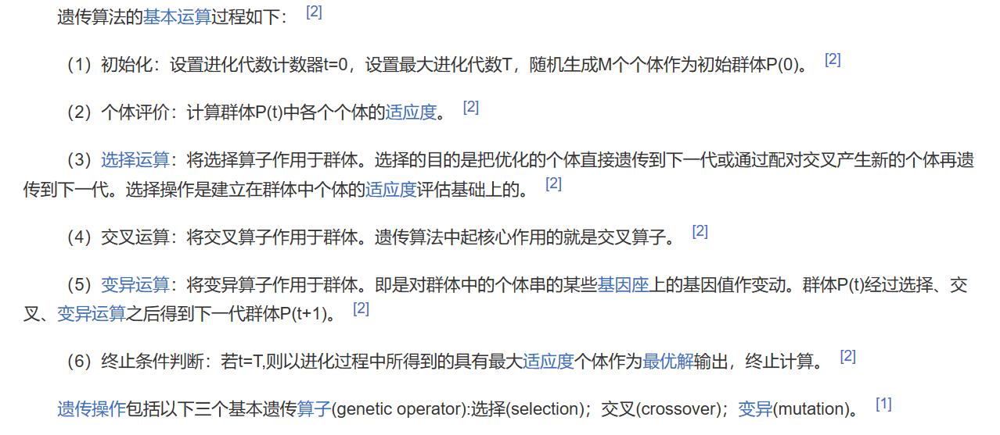 遗传算法的基本运算过程如下： [2]
（1）初始化：设置进化代数计数器t=0，设置最大进化代数T，随机生成M个个体作为初始群体P(0)。 [2]
（2）个体评价：计算群体P(t)中各个个体的适应度。 [2]
（3）选择运算：将选择算子作用于群体。选择的目的是把优化的个体直接遗传到下一代或通过配对交叉产生新的个体再遗
传到下一代。选择操作是建立在群体中个体的适应度评估基础上的。 [2]
（4）交叉运算：将交叉算子作用于群体。遗传算法中起核心作用的就是交叉算子。 [2]
（5）变异运算：将变异算子作用于群体。即是对群体中的个体串的某些基因座上的基因值作变动。群体P(t)经过选择、交
叉、变异运算之后得到下一代群体P(t+1)。 [2]
（6）终止条件判断：若t=T,则以进化过程中所得到的具有最大适应度个体作为最优解输出，终止计算。 [2]
遗传操作包括以下三个基本遗传算子(genetic operator):选择(selection)；交叉(crossover)；变异(mutation)。 [1]